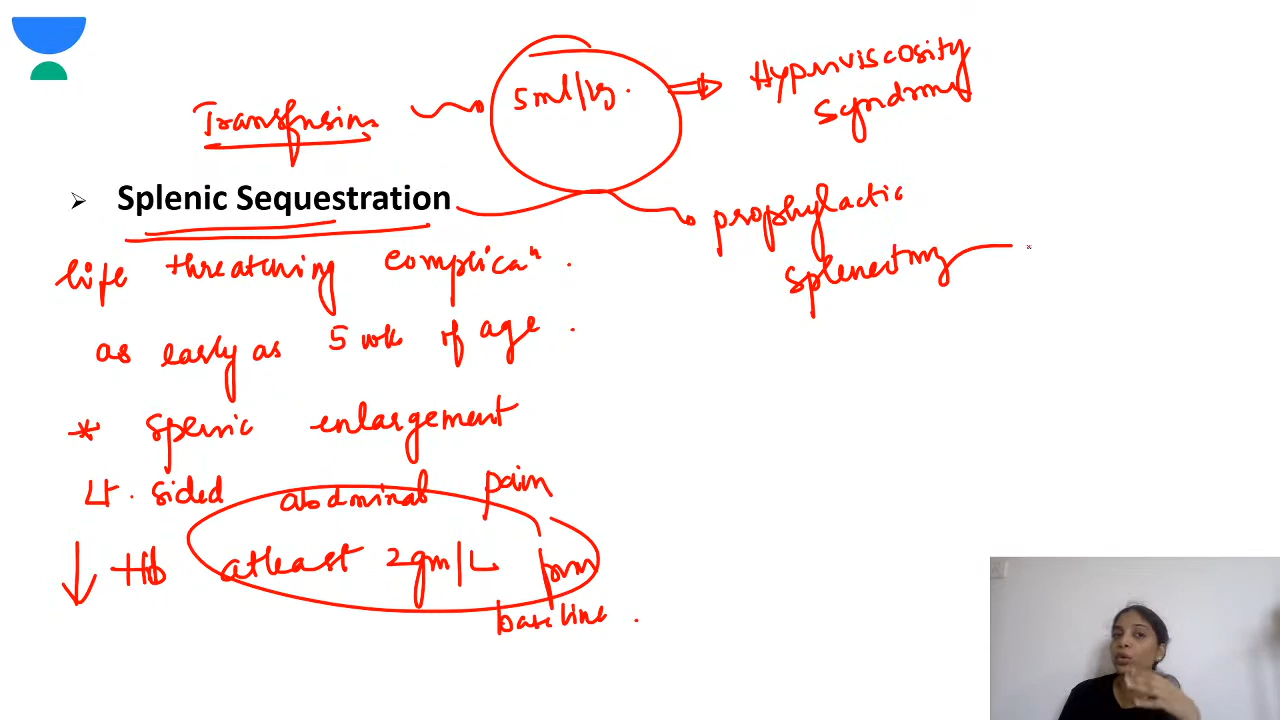 Transfusion
5ml/kg.
Hyperviscosity
Syndrome
➢ Splenic Sequestration
prophylactic
splenectomy
life threatening complicaⁿ.
as early as 5 wk of age.
* splenic enlargement
Lt. sided abdominal pain
↓ Hb atleast 2gm/L from
baseline.